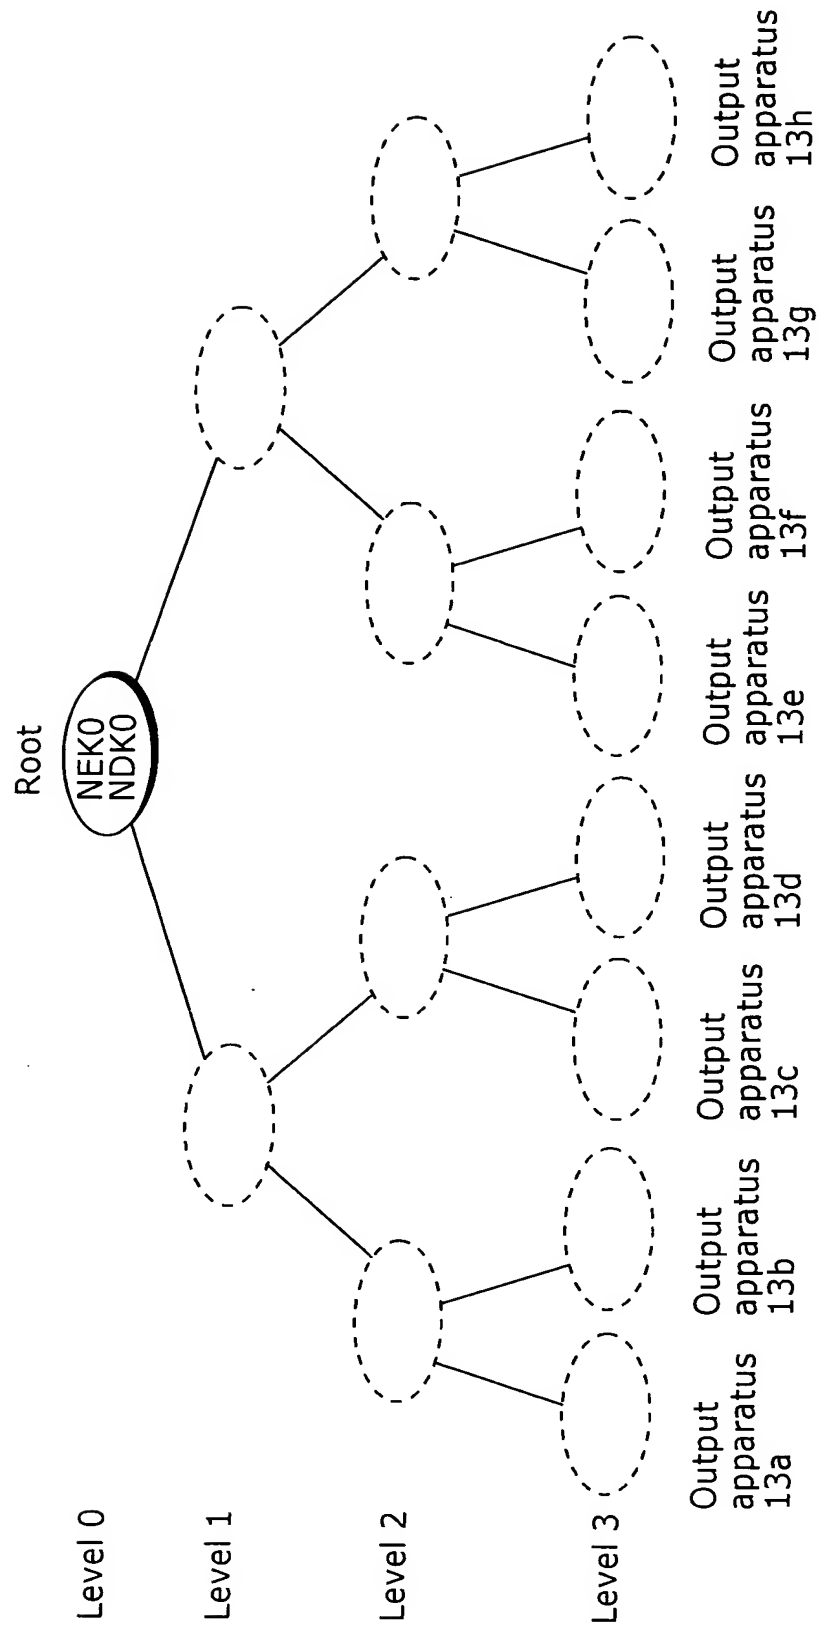 Root
Level 0
NEK0
NDK0
Level 1
Level 2
Level 3
Output
apparatus
13a
Output
apparatus
13b
Output
apparatus
13c
Output
apparatus
13d
Output
apparatus
13e
Output
apparatus
13f
Output
apparatus
13g
Output
apparatus
13h